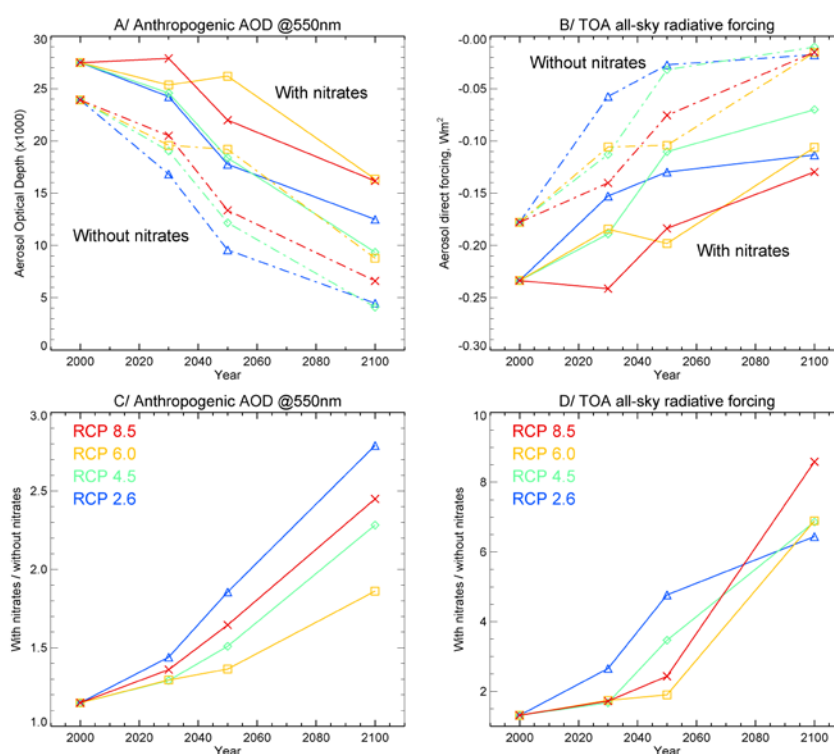 A/ Anthropogenic AOD @550nm
30
25
20
15
10
5
0
Aerosol Optical Depth (x1000)
With nitrates
Without nitrates
2000 2020 2040 2060 2080 2100
Year
B/ TOA all-sky radiative forcing
-0.00
-0.05
-0.10
-0.15
-0.20
-0.25
-0.30
Aerosol direct forcing, Wm²
Without nitrates
With nitrates
2000 2020 2040 2060 2080 2100
Year
C/ Anthropogenic AOD @550nm
3.0
2.5
2.0
1.5
1.0
With nitrates / without nitrates
RCP 8.5
RCP 6.0
RCP 4.5
RCP 2.6
2000 2020 2040 2060 2080 2100
Year
D/ TOA all-sky radiative forcing
10
8
6
4
2
With nitrates / without nitrates
RCP 8.5
RCP 6.0
RCP 4.5
RCP 2.6
2000 2020 2040 2060 2080 2100
Year